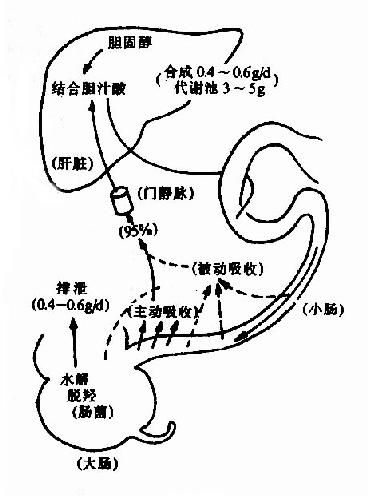 胆固醇
结合胆汁酸
(合成0.4~0.6g/d
代谢池3~5g)
(肝脏)
(门静脉)
(95%)
(被动吸收)
排泄
(0.4-0.6g/d)
(主动吸收)
(小肠)
水解
脱羟
(肠菌)
(大肠)